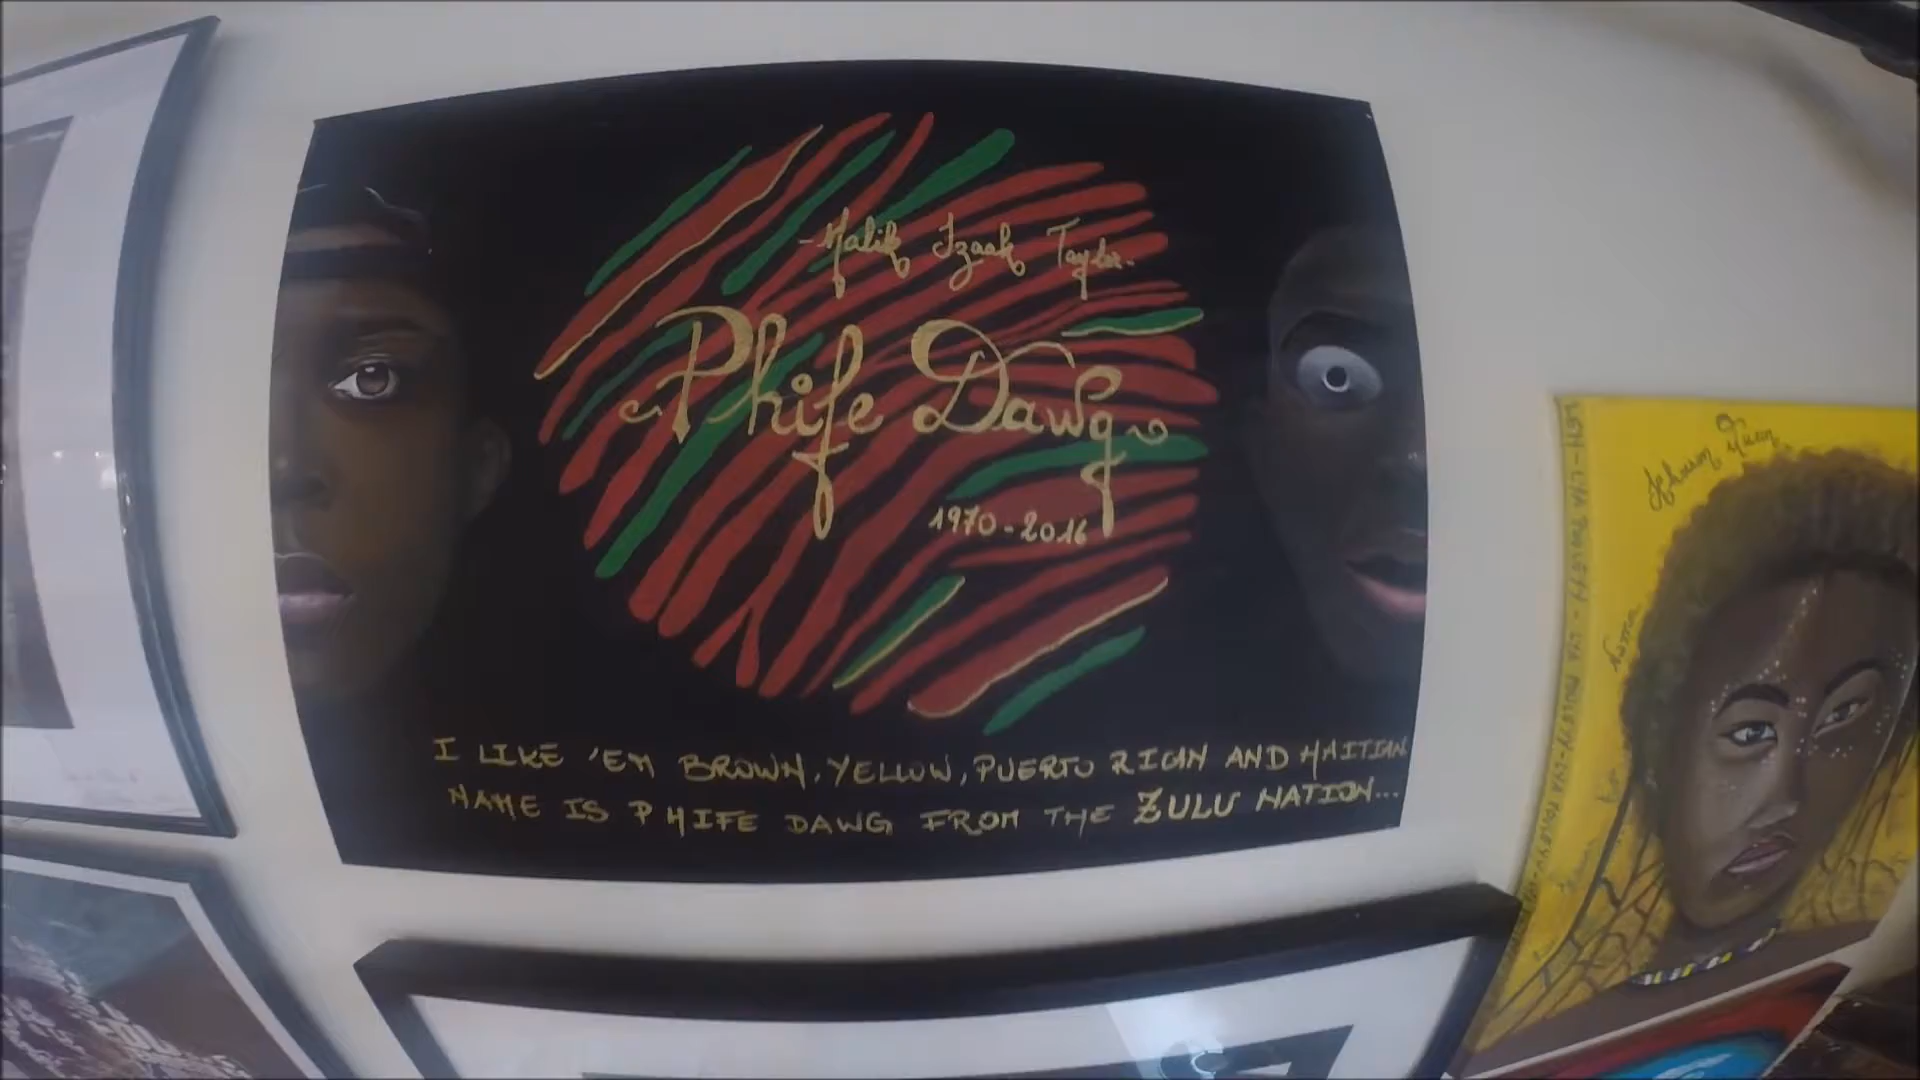 -Malik Izaak Taylor-
Phife Dawg
1970-2016
I LIKE 'EM BROWN, YELLOW, PUERTO RICAN AND HAITIAN
NAME IS PHIFE DAWG FROM THE ZULU NATION...